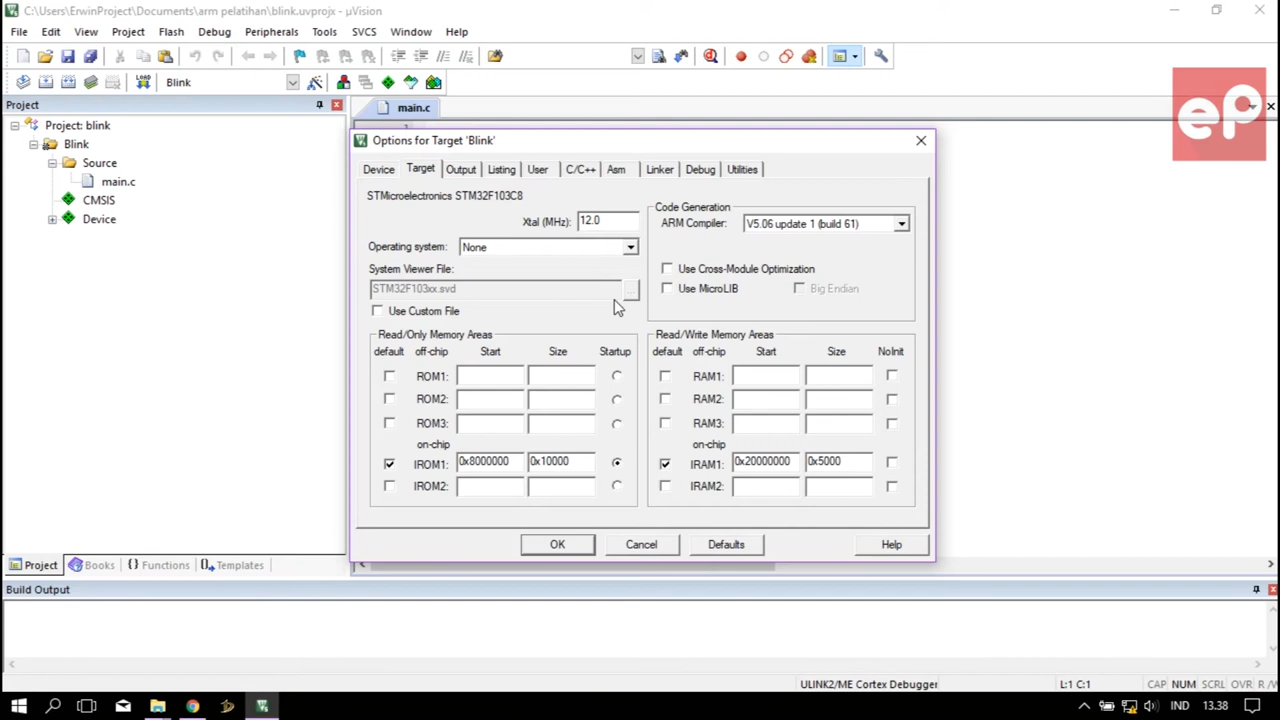 C:\Users\ErwinProject\Documents\arm pelatihan\blink.uvprojx - µVision
File Edit View Project Flash Debug Peripherals Tools SVCS Window Help
LOAD Blink
Project
main.c
ep
Project: blink
Blink
Source
main.c
CMSIS
Device
1
Options for Target 'Blink'
Device Target Output Listing User C/C++ Asm Linker Debug Utilities
STMicroelectronics STM32F103C8
Xtal (MHz): 12.0
Operating system: None
System Viewer File:
STM32F103xx.svd ...
Use Custom File
Code Generation
ARM Compiler: V5.06 update 1 (build 61)
Use Cross-Module Optimization
Use MicroLIB Big Endian
Read/Only Memory Areas
default off-chip Start Size Startup
ROM1:
ROM2:
ROM3:
on-chip
IROM1: 0x8000000 0x10000
IROM2:
Read/Write Memory Areas
default off-chip Start Size NoInit
RAM1:
RAM2:
RAM3:
on-chip
IRAM1: 0x20000000 0x5000
IRAM2:
OK Cancel Defaults Help
Project Books {} Functions Templates
Build Output
ULINK2/ME Cortex Debugger L:1 C:1 CAP NUM SCRL OVR R /W
IND 13.38